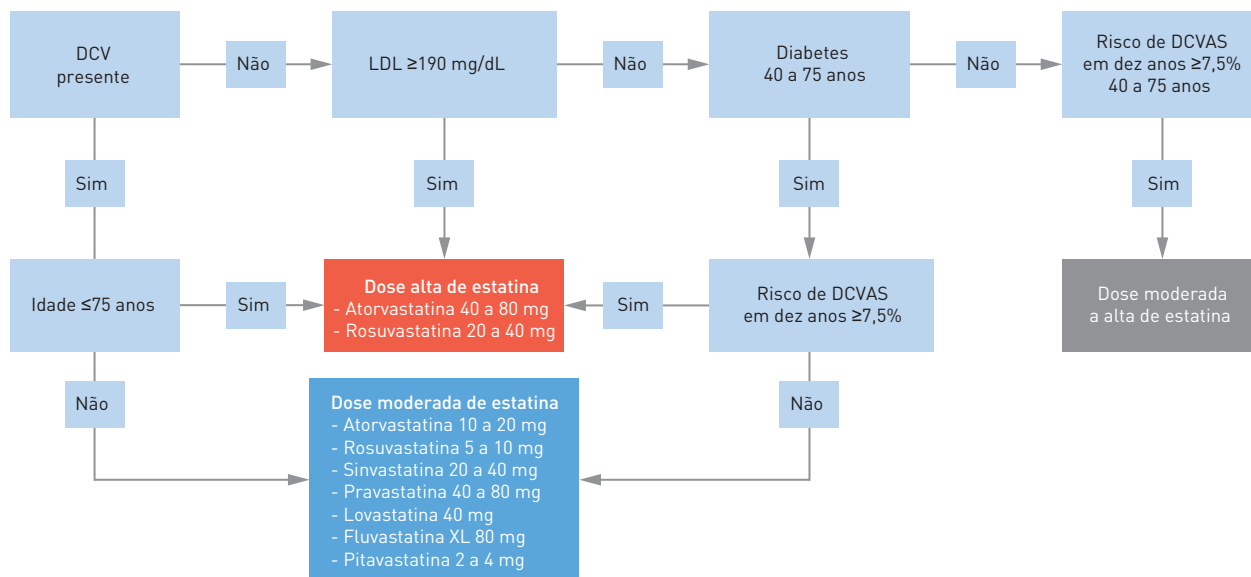 DCV
presente
Não
LDL ≥190 mg/dL
Não
Diabetes
40 a 75 anos
Não
Risco de DCVAS
em dez anos ≥7,5%
40 a 75 anos
Sim
Sim
Sim
Sim
Idade ≤75 anos
Sim
Dose alta de estatina
- Atorvastatina 40 a 80 mg
- Rosuvastatina 20 a 40 mg
Sim
Risco de DCVAS
em dez anos ≥7,5%
Dose moderada
a alta de estatina
Não
Dose moderada de estatina
- Atorvastatina 10 a 20 mg
- Rosuvastatina 5 a 10 mg
- Sinvastatina 20 a 40 mg
- Pravastatina 40 a 80 mg
- Lovastatina 40 mg
- Fluvastatina XL 80 mg
- Pitavastatina 2 a 4 mg
Não